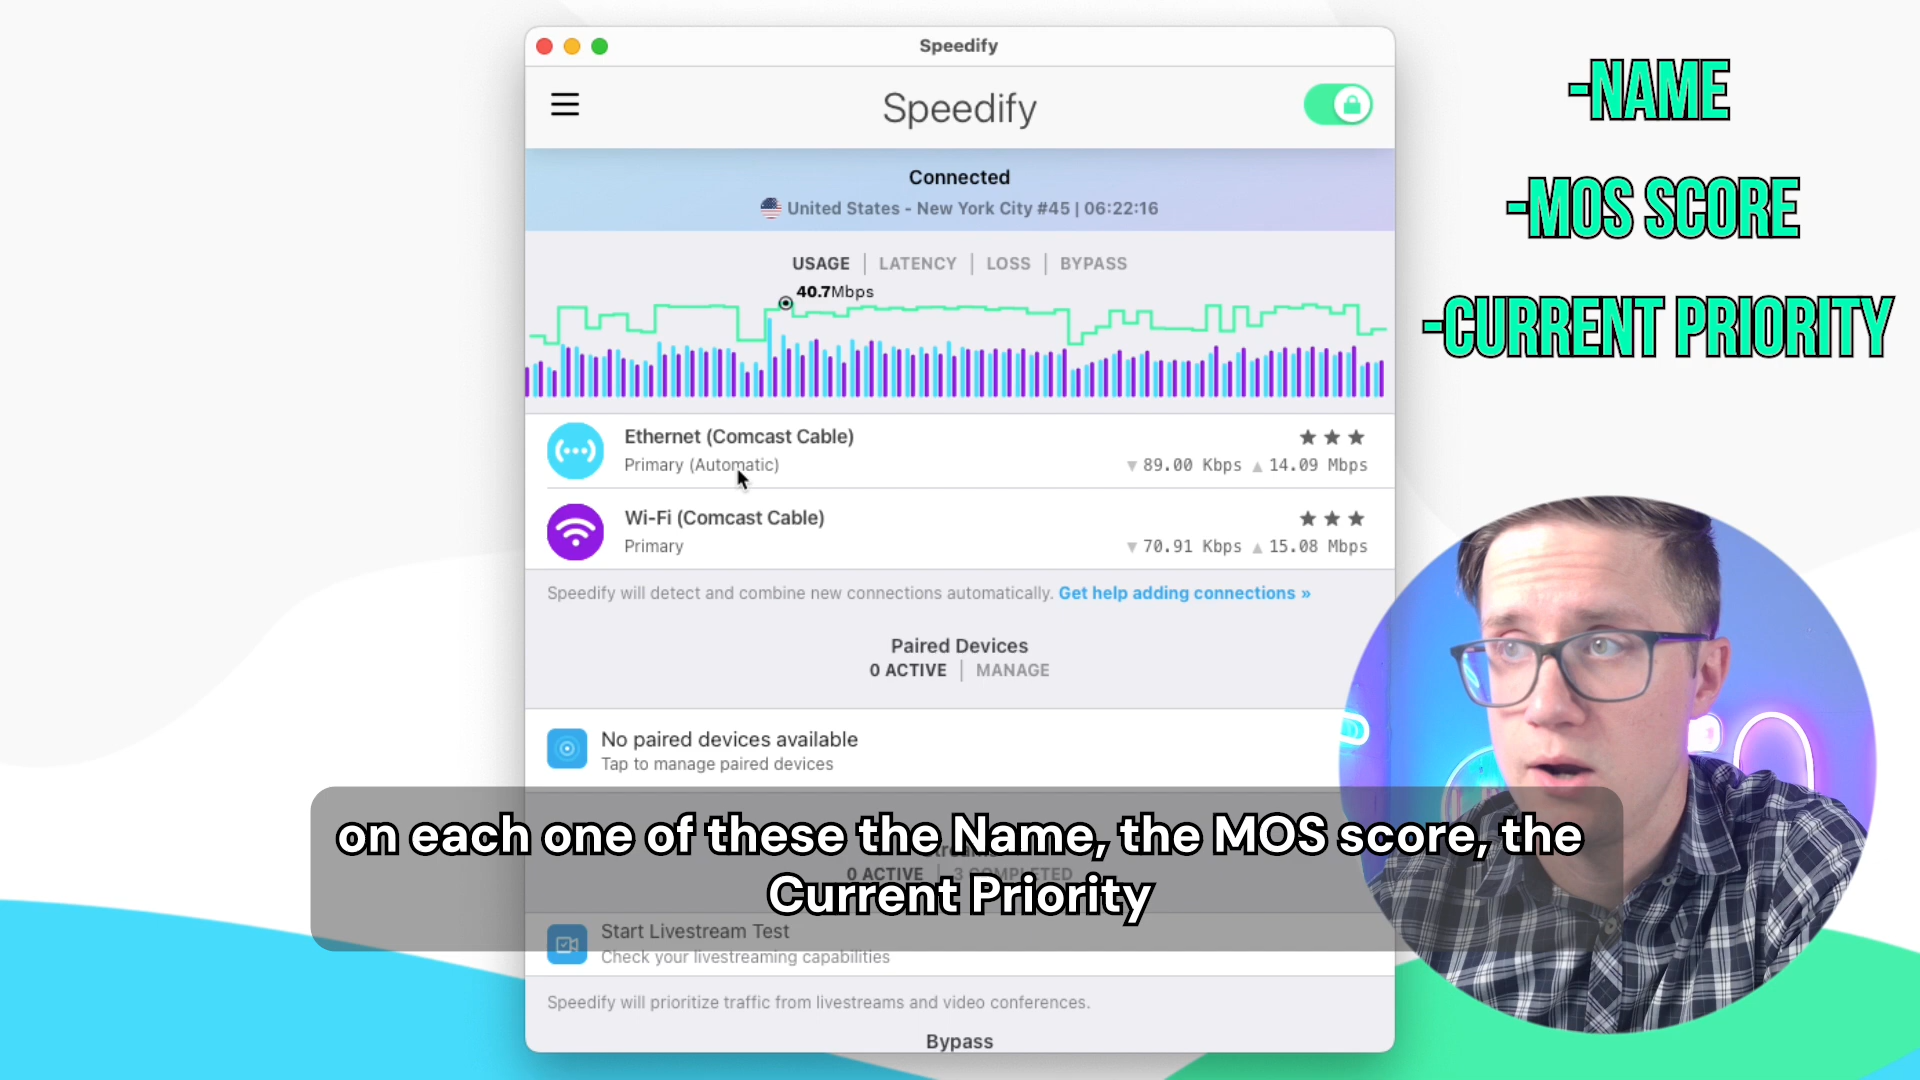 Speedify
Speedify
Connected
United States - New York City #45 | 06:22:16
USAGE | LATENCY | LOSS | BYPASS
40.7Mbps
Ethernet (Comcast Cable)
Primary (Automatic)
▼ 89.00 Kbps ▲ 14.09 Mbps
Wi-Fi (Comcast Cable)
Primary
▼ 70.91 Kbps ▲ 15.08 Mbps
Speedify will detect and combine new connections automatically. Get help adding connections »
Paired Devices
0 ACTIVE | MANAGE
No paired devices available
Tap to manage paired devices
Streams
0 ACTIVE | 3 COMPLETED
Start Livestream Test
Check your livestreaming capabilities
Speedify will prioritize traffic from livestreams and video conferences.
Bypass
-NAME
-MOS SCORE
-CURRENT PRIORITY
on each one of these the Name, the MOS score, the
Current Priority